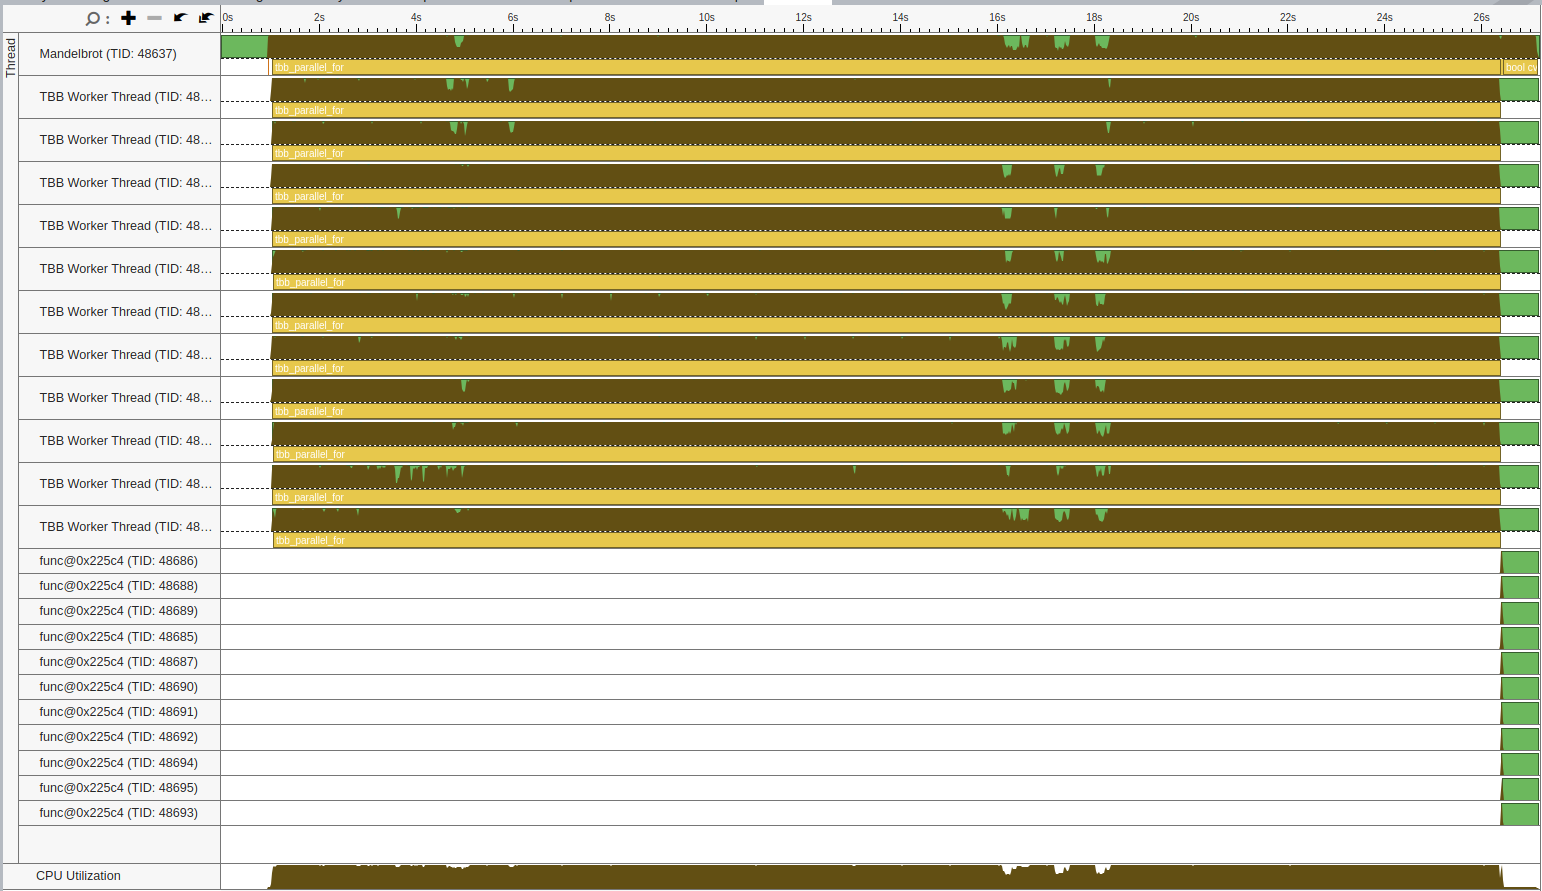 0s 2s 4s 6s 8s 10s 12s 14s 16s 18s 20s 22s 24s 26s
Thread
Mandelbrot (TID: 48637)
tbb_parallel_for
TBB Worker Thread (TID: 48...
tbb_parallel_for
TBB Worker Thread (TID: 48...
tbb_parallel_for
TBB Worker Thread (TID: 48...
tbb_parallel_for
TBB Worker Thread (TID: 48...
tbb_parallel_for
TBB Worker Thread (TID: 48...
tbb_parallel_for
TBB Worker Thread (TID: 48...
tbb_parallel_for
TBB Worker Thread (TID: 48...
tbb_parallel_for
TBB Worker Thread (TID: 48...
tbb_parallel_for
TBB Worker Thread (TID: 48...
tbb_parallel_for
TBB Worker Thread (TID: 48...
tbb_parallel_for
TBB Worker Thread (TID: 48...
tbb_parallel_for
func@0x225c4 (TID: 48686)
func@0x225c4 (TID: 48688)
func@0x225c4 (TID: 48689)
func@0x225c4 (TID: 48685)
func@0x225c4 (TID: 48687)
func@0x225c4 (TID: 48690)
func@0x225c4 (TID: 48691)
func@0x225c4 (TID: 48692)
func@0x225c4 (TID: 48694)
func@0x225c4 (TID: 48695)
func@0x225c4 (TID: 48693)
CPU Utilization